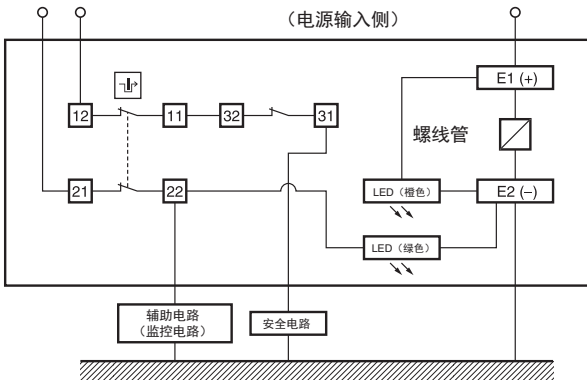 （电源输入侧）
E1 (+)
12
11
32
31
螺线管
21
22
LED（橙色）
E2 (–)
LED（绿色）
辅助电路
（监控电路）
安全电路